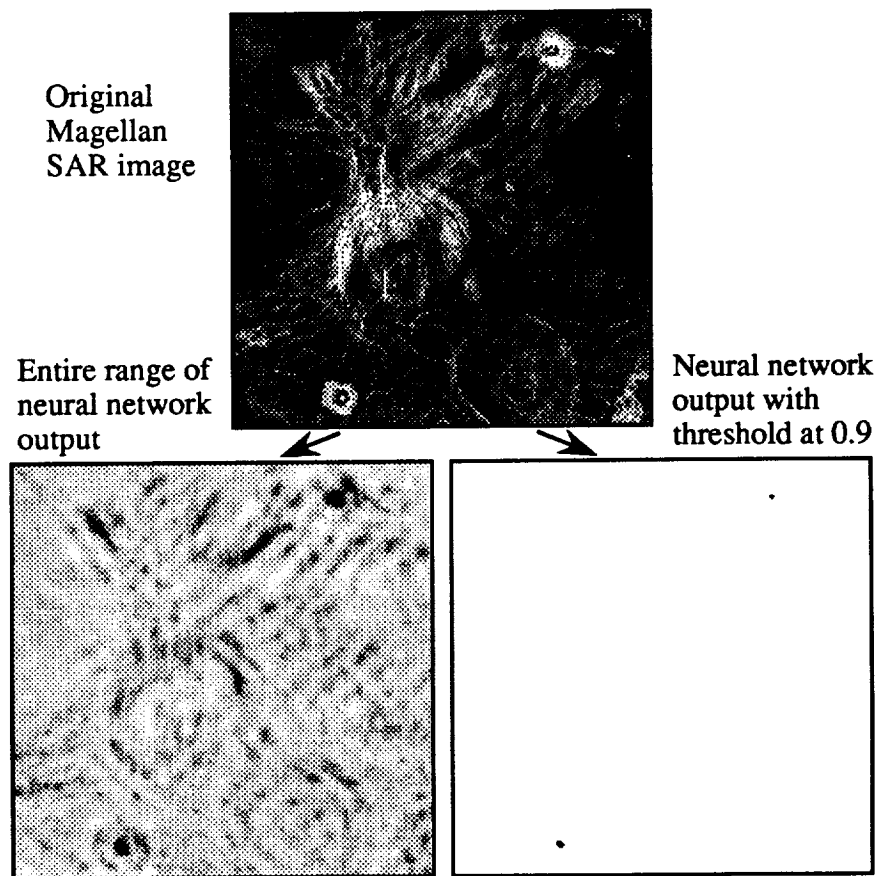 Original
Magellan
SAR image
Entire range of
neural network
output
Neural network
output with
threshold at 0.9